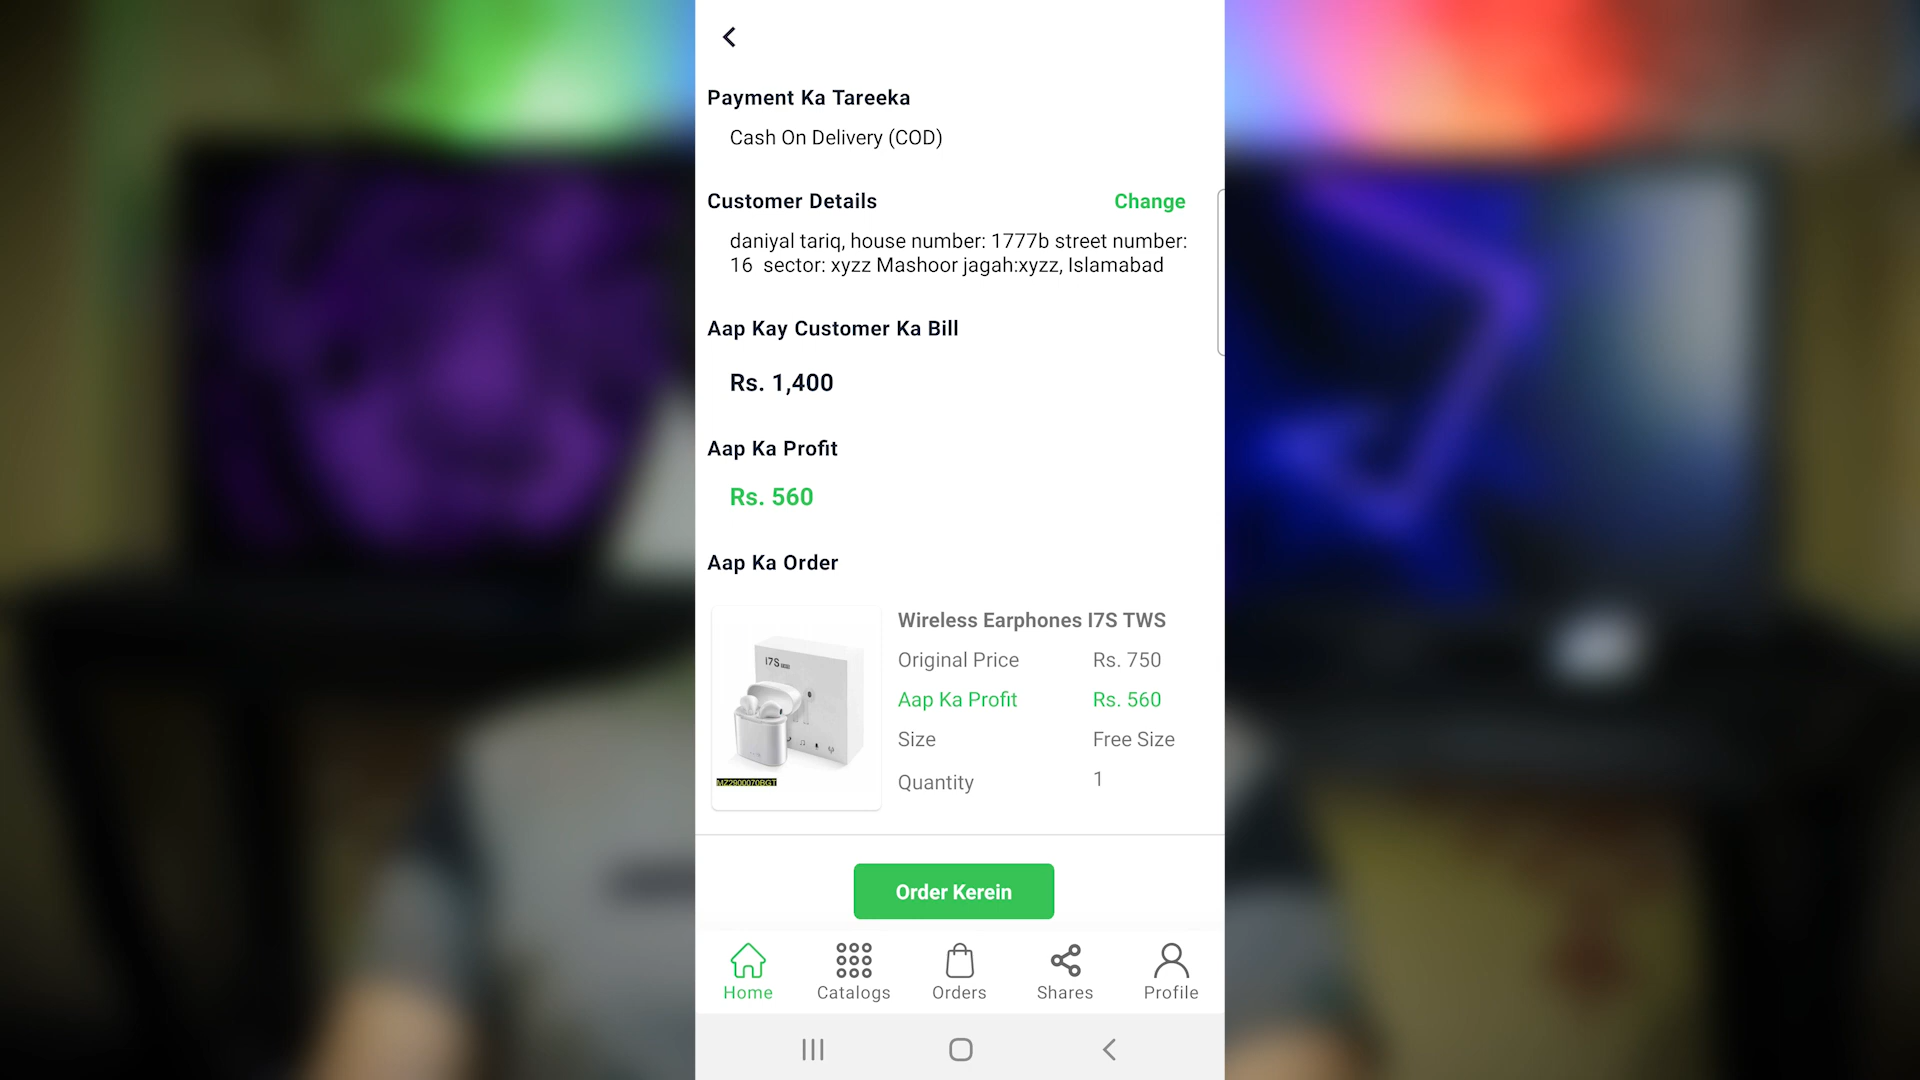 Payment Ka Tareeka
Cash On Delivery (COD)
Customer Details
Change
daniyal tariq, house number: 1777b street number:
16 sector: xyzz Mashoor jagah:xyzz, Islamabad
Aap Kay Customer Ka Bill
Rs. 1,400
Aap Ka Profit
Rs. 560
Aap Ka Order
I7S
MZ2900070BGT
Wireless Earphones I7S TWS
Original Price Rs. 750
Aap Ka Profit Rs. 560
Size Free Size
Quantity 1
Order Kerein
Home Catalogs Orders Shares Profile